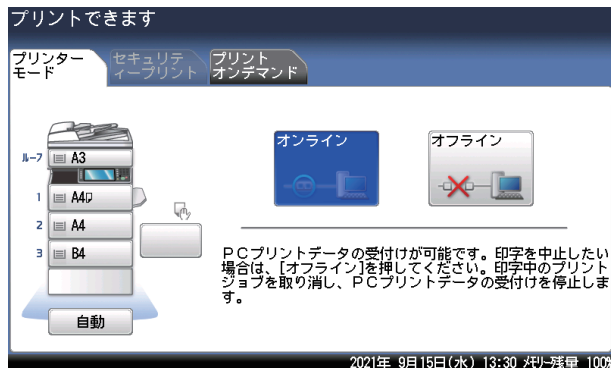 プリントできます
プリンター
モード
セキュリテ
ィープリント
プリント
オンデマンド
オンライン
オフライン
ﾙｰﾌ A3
1 A4
2 A4
3 B4
自動
PCプリントデータの受付けが可能です。印字を中止したい
場合は、[オフライン]を押してください。印字中のプリント
ジョブを取り消し、PCプリントデータの受付けを停止しま
す。
2021年 9月15日(水) 13:30 ﾒﾓﾘｰ残量 100%